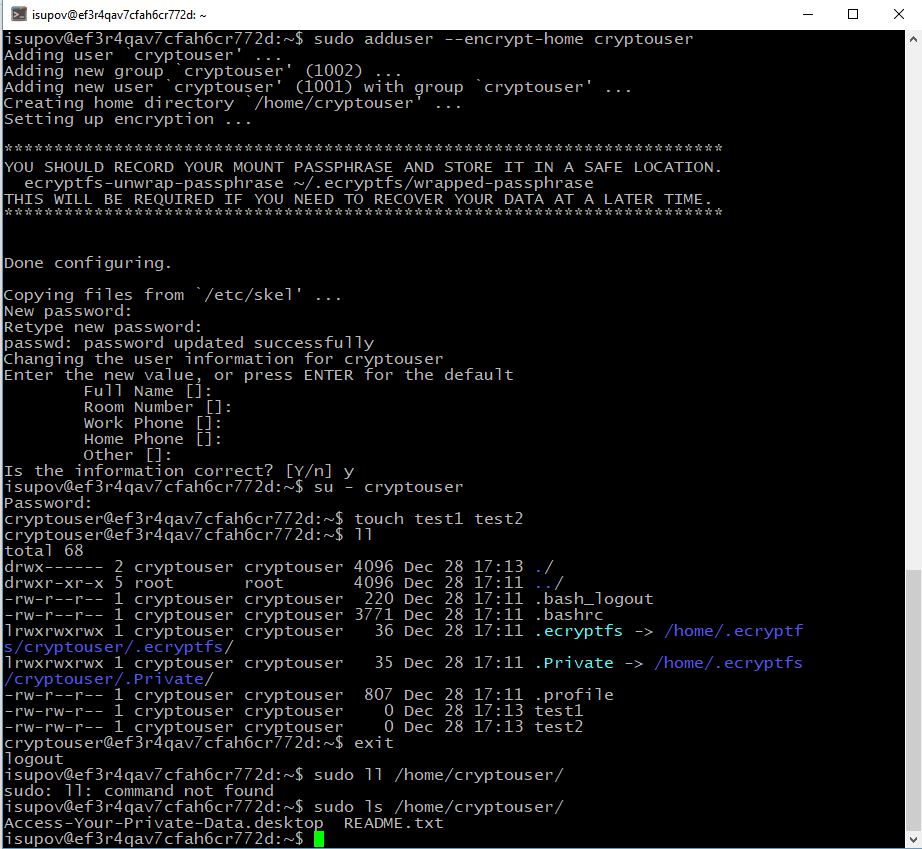 isupov@ef3r4qav7cfah6cr772d: ~
isupov@ef3r4qav7cfah6cr772d:~$ sudo adduser --encrypt-home cryptouser
Adding user `cryptouser' ...
Adding new group `cryptouser' (1002) ...
Adding new user `cryptouser' (1001) with group `cryptouser' ...
Creating home directory `/home/cryptouser' ...
Setting up encryption ...
************************************************************************
YOU SHOULD RECORD YOUR MOUNT PASSPHRASE AND STORE IT IN A SAFE LOCATION.
  ecryptfs-unwrap-passphrase ~/.ecryptfs/wrapped-passphrase
THIS WILL BE REQUIRED IF YOU NEED TO RECOVER YOUR DATA AT A LATER TIME.
************************************************************************
Done configuring.
Copying files from `/etc/skel' ...
New password:
Retype new password:
passwd: password updated successfully
Changing the user information for cryptouser
Enter the new value, or press ENTER for the default
        Full Name []:
        Room Number []:
        Work Phone []:
        Home Phone []:
        Other []:
Is the information correct? [Y/n] y
isupov@ef3r4qav7cfah6cr772d:~$ su - cryptouser
Password:
cryptouser@ef3r4qav7cfah6cr772d:~$ touch test1 test2
cryptouser@ef3r4qav7cfah6cr772d:~$ ll
total 68
drwx------ 2 cryptouser cryptouser 4096 Dec 28 17:13 ./
drwxr-xr-x 5 root       root       4096 Dec 28 17:11 ../
-rw-r--r-- 1 cryptouser cryptouser  220 Dec 28 17:11 .bash_logout
-rw-r--r-- 1 cryptouser cryptouser 3771 Dec 28 17:11 .bashrc
lrwxrwxrwx 1 cryptouser cryptouser   36 Dec 28 17:11 .ecryptfs -> /home/.ecryptf
s/cryptouser/.ecryptfs/
lrwxrwxrwx 1 cryptouser cryptouser   35 Dec 28 17:11 .Private -> /home/.ecryptfs
/cryptouser/.Private/
-rw-r--r-- 1 cryptouser cryptouser  807 Dec 28 17:11 .profile
-rw-rw-r-- 1 cryptouser cryptouser    0 Dec 28 17:13 test1
-rw-rw-r-- 1 cryptouser cryptouser    0 Dec 28 17:13 test2
cryptouser@ef3r4qav7cfah6cr772d:~$ exit
logout
isupov@ef3r4qav7cfah6cr772d:~$ sudo ll /home/cryptouser/
sudo: ll: command not found
isupov@ef3r4qav7cfah6cr772d:~$ sudo ls /home/cryptouser/
Access-Your-Private-Data.desktop  README.txt
isupov@ef3r4qav7cfah6cr772d:~$